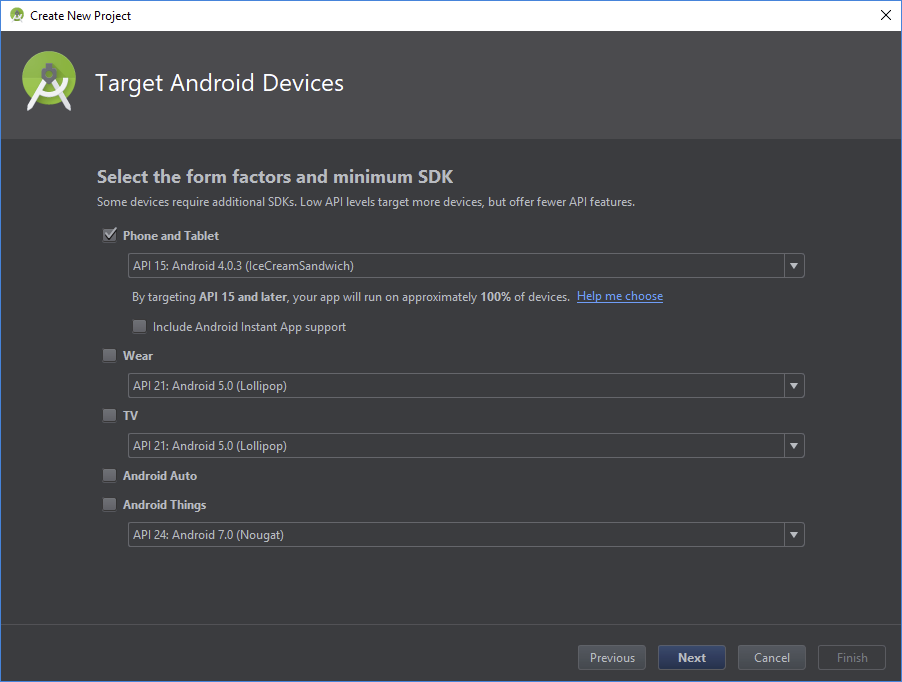 Create New Project
Target Android Devices
Select the form factors and minimum SDK
Some devices require additional SDKs. Low API levels target more devices, but offer fewer API features.
Phone and Tablet
API 15: Android 4.0.3 (IceCreamSandwich)
By targeting API 15 and later, your app will run on approximately 100% of devices. Help me choose
Include Android Instant App support
Wear
API 21: Android 5.0 (Lollipop)
TV
API 21: Android 5.0 (Lollipop)
Android Auto
Android Things
API 24: Android 7.0 (Nougat)
Previous Next Cancel Finish